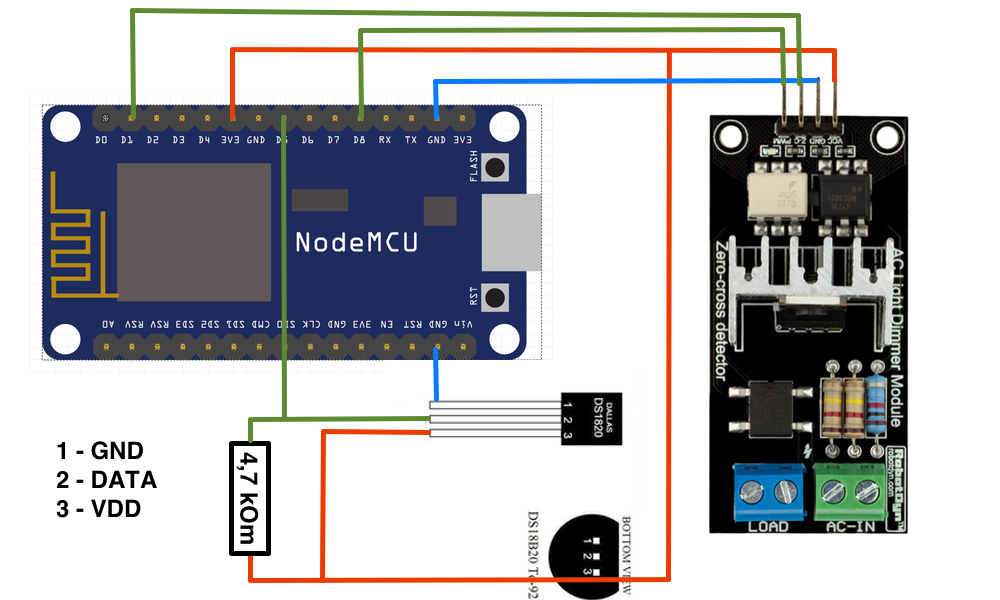 D0 D1 D2 D3 D4 3V3 GND D5 D6 D7 D8 RX TX GND 3V3
FLASH
NodeMCU
RST
A0 RSV RSV SD3 SD2 SD1 CMD SD0 CLK GND 3V3 EN RST GND Vin
1
2
3
DALLAS
DS1820
1 - GND
2 - DATA
3 - VDD
4,7 kOm
DS18B20 To-92
1
2
3
BOTTOM VIEW
VCC GND Z-C PWM
Zero-cross detector
AC Light Dimmer Module
RobotDyn
robotdyn.com
LOAD
AC-IN